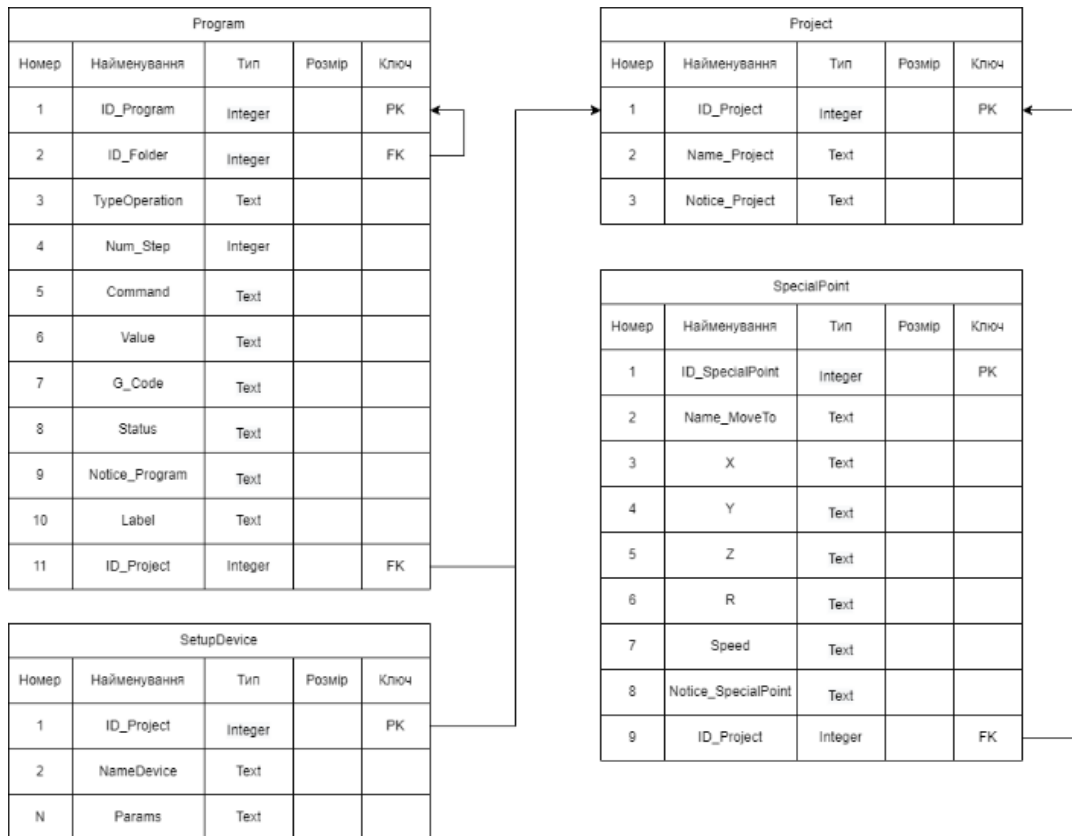 Program
Номер Найменування Тип Розмір Ключ
1 ID_Program Integer PK
2 ID_Folder Integer FK
3 TypeOperation Text
4 Num_Step Integer
5 Command Text
6 Value Text
7 G_Code Text
8 Status Text
9 Notice_Program Text
10 Label Text
11 ID_Project Integer FK
SetupDevice
Номер Найменування Тип Розмір Ключ
1 ID_Project Integer PK
2 NameDevice Text
N Params Text
Project
Номер Найменування Тип Розмір Ключ
1 ID_Project Integer PK
2 Name_Project Text
3 Notice_Project Text
SpecialPoint
Номер Найменування Тип Розмір Ключ
1 ID_SpecialPoint Integer PK
2 Name_MoveTo Text
3 X Text
4 Y Text
5 Z Text
6 R Text
7 Speed Text
8 Notice_SpecialPoint Text
9 ID_Project Integer FK